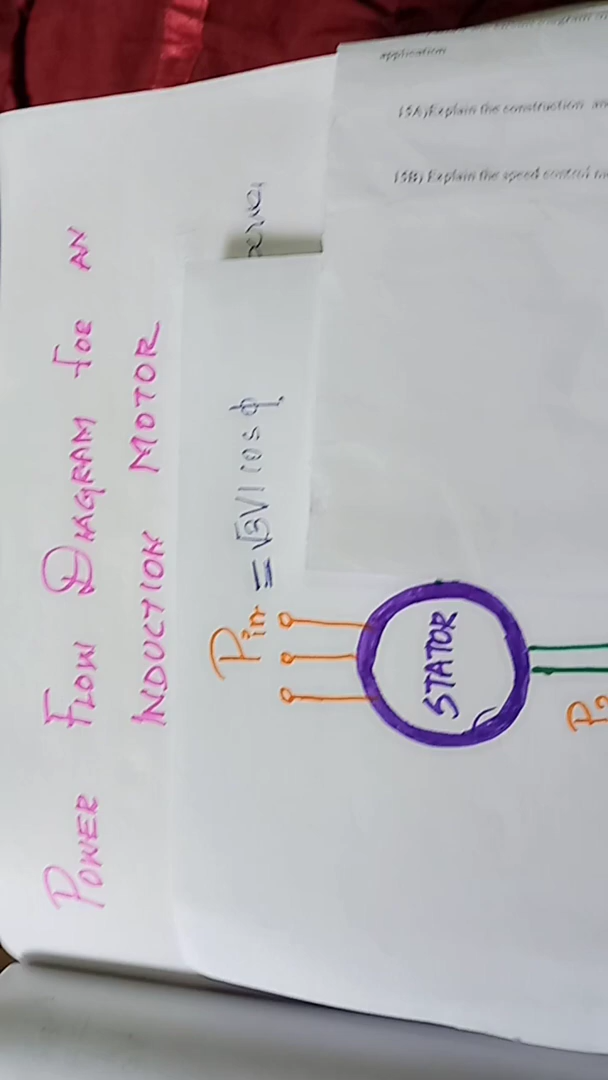 POWER FLOW DIAGRAM for AN
INDUCTION MOTOR
Pin = √3VI cos ϕ
STATOR
P2
application
15A)Explain the construction
15B) Explain the speed control